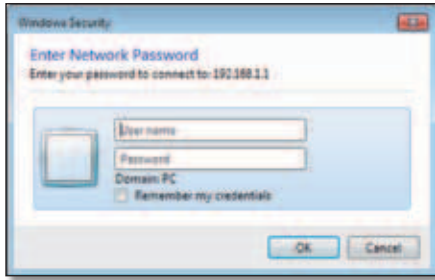 Windows Security
Enter Network Password
Enter your password to connect to: 192.168.1.1
User name
Password
Domain: PC
Remember my credentials
OK
Cancel